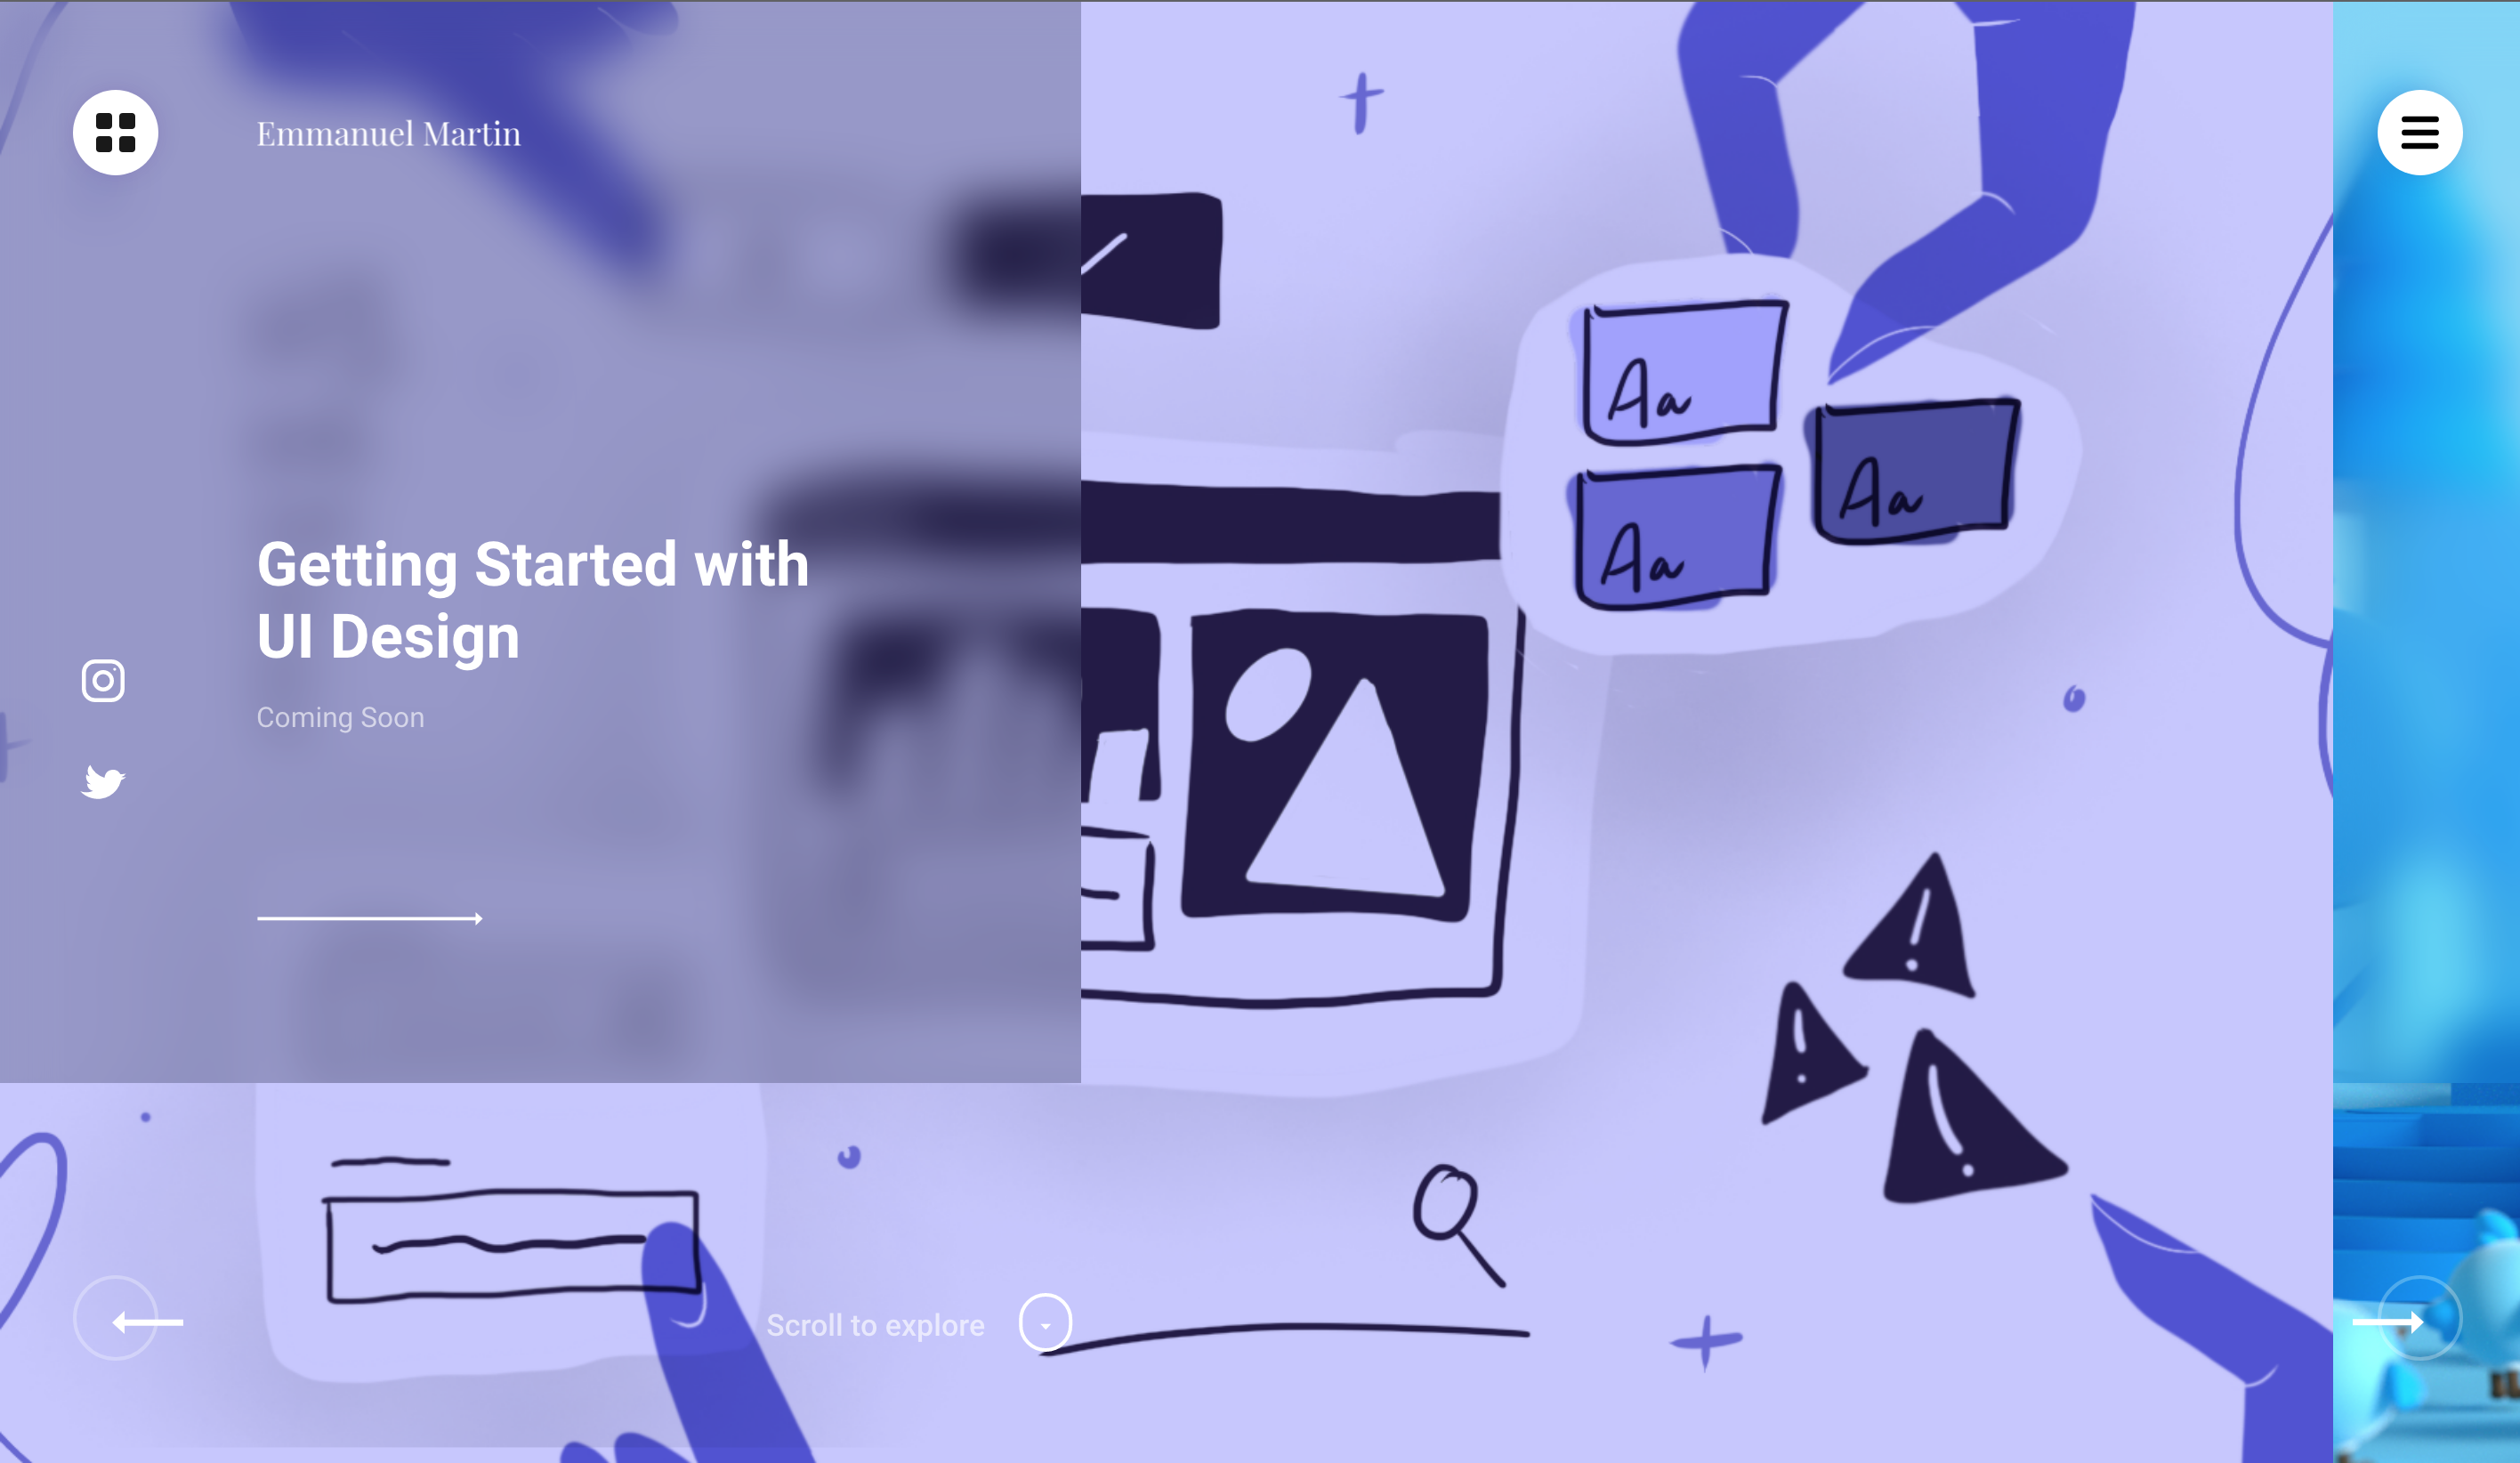 Emmanuel Martin
Aa
Aa
Aa
Getting Started with
UI Design
Coming Soon
Scroll to explore